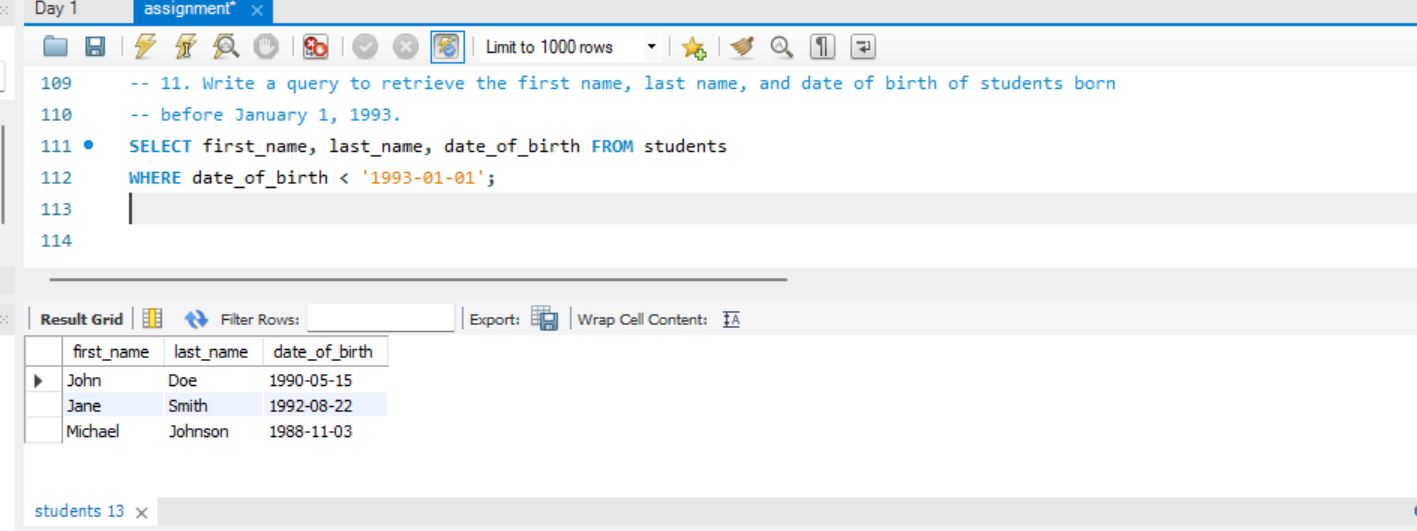 Day 1 assignment*
Limit to 1000 rows
109 -- 11. Write a query to retrieve the first name, last name, and date of birth of students born
110 -- before January 1, 1993.
111 SELECT first_name, last_name, date_of_birth FROM students
112 WHERE date_of_birth < '1993-01-01';
113
114
Result Grid Filter Rows: Export: Wrap Cell Content: IA
first_name last_name date_of_birth
John Doe 1990-05-15
Jane Smith 1992-08-22
Michael Johnson 1988-11-03
students 13